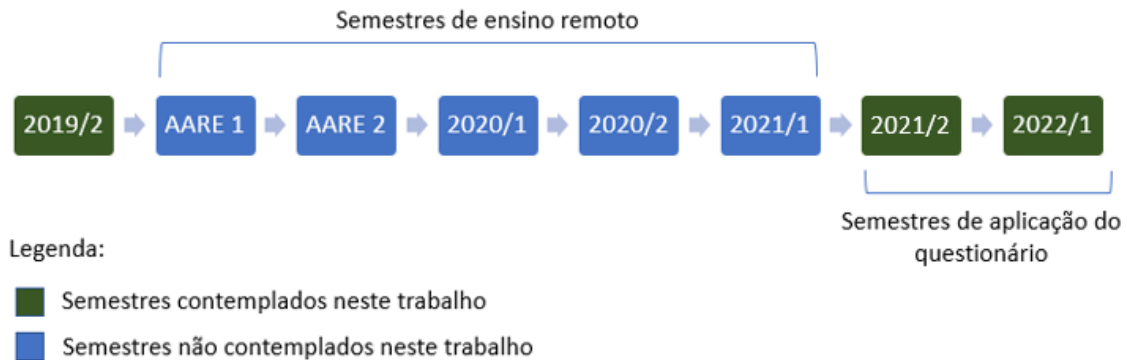 Semestres de ensino remoto
2019/2
AARE 1
AARE 2
2020/1
2020/2
2021/1
2021/2
2022/1
Semestres de aplicação do
questionário
Legenda:
Semestres contemplados neste trabalho
Semestres não contemplados neste trabalho